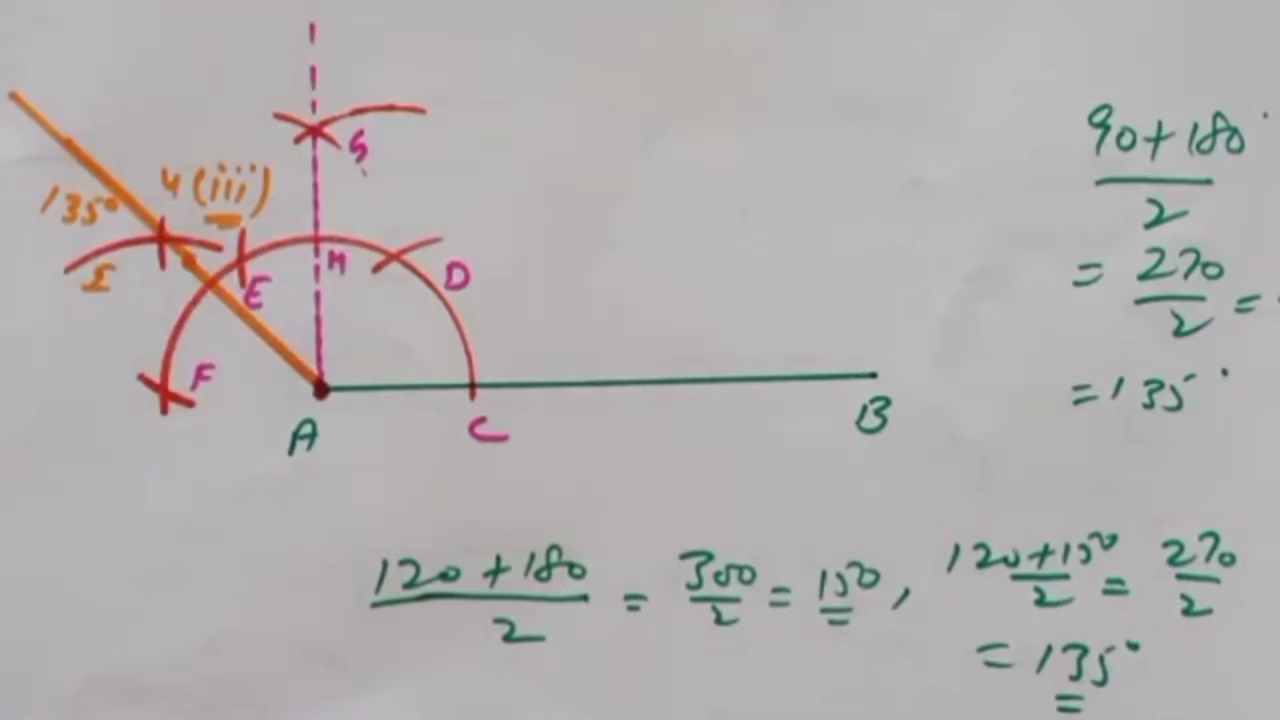 S
135° 4(iii)
I E H D
F
A C B
90+180
2
= 270
2 =
= 135°
120 + 180
2 = 300
2 = 150 , 120+150
2 = 270
2
= 135°